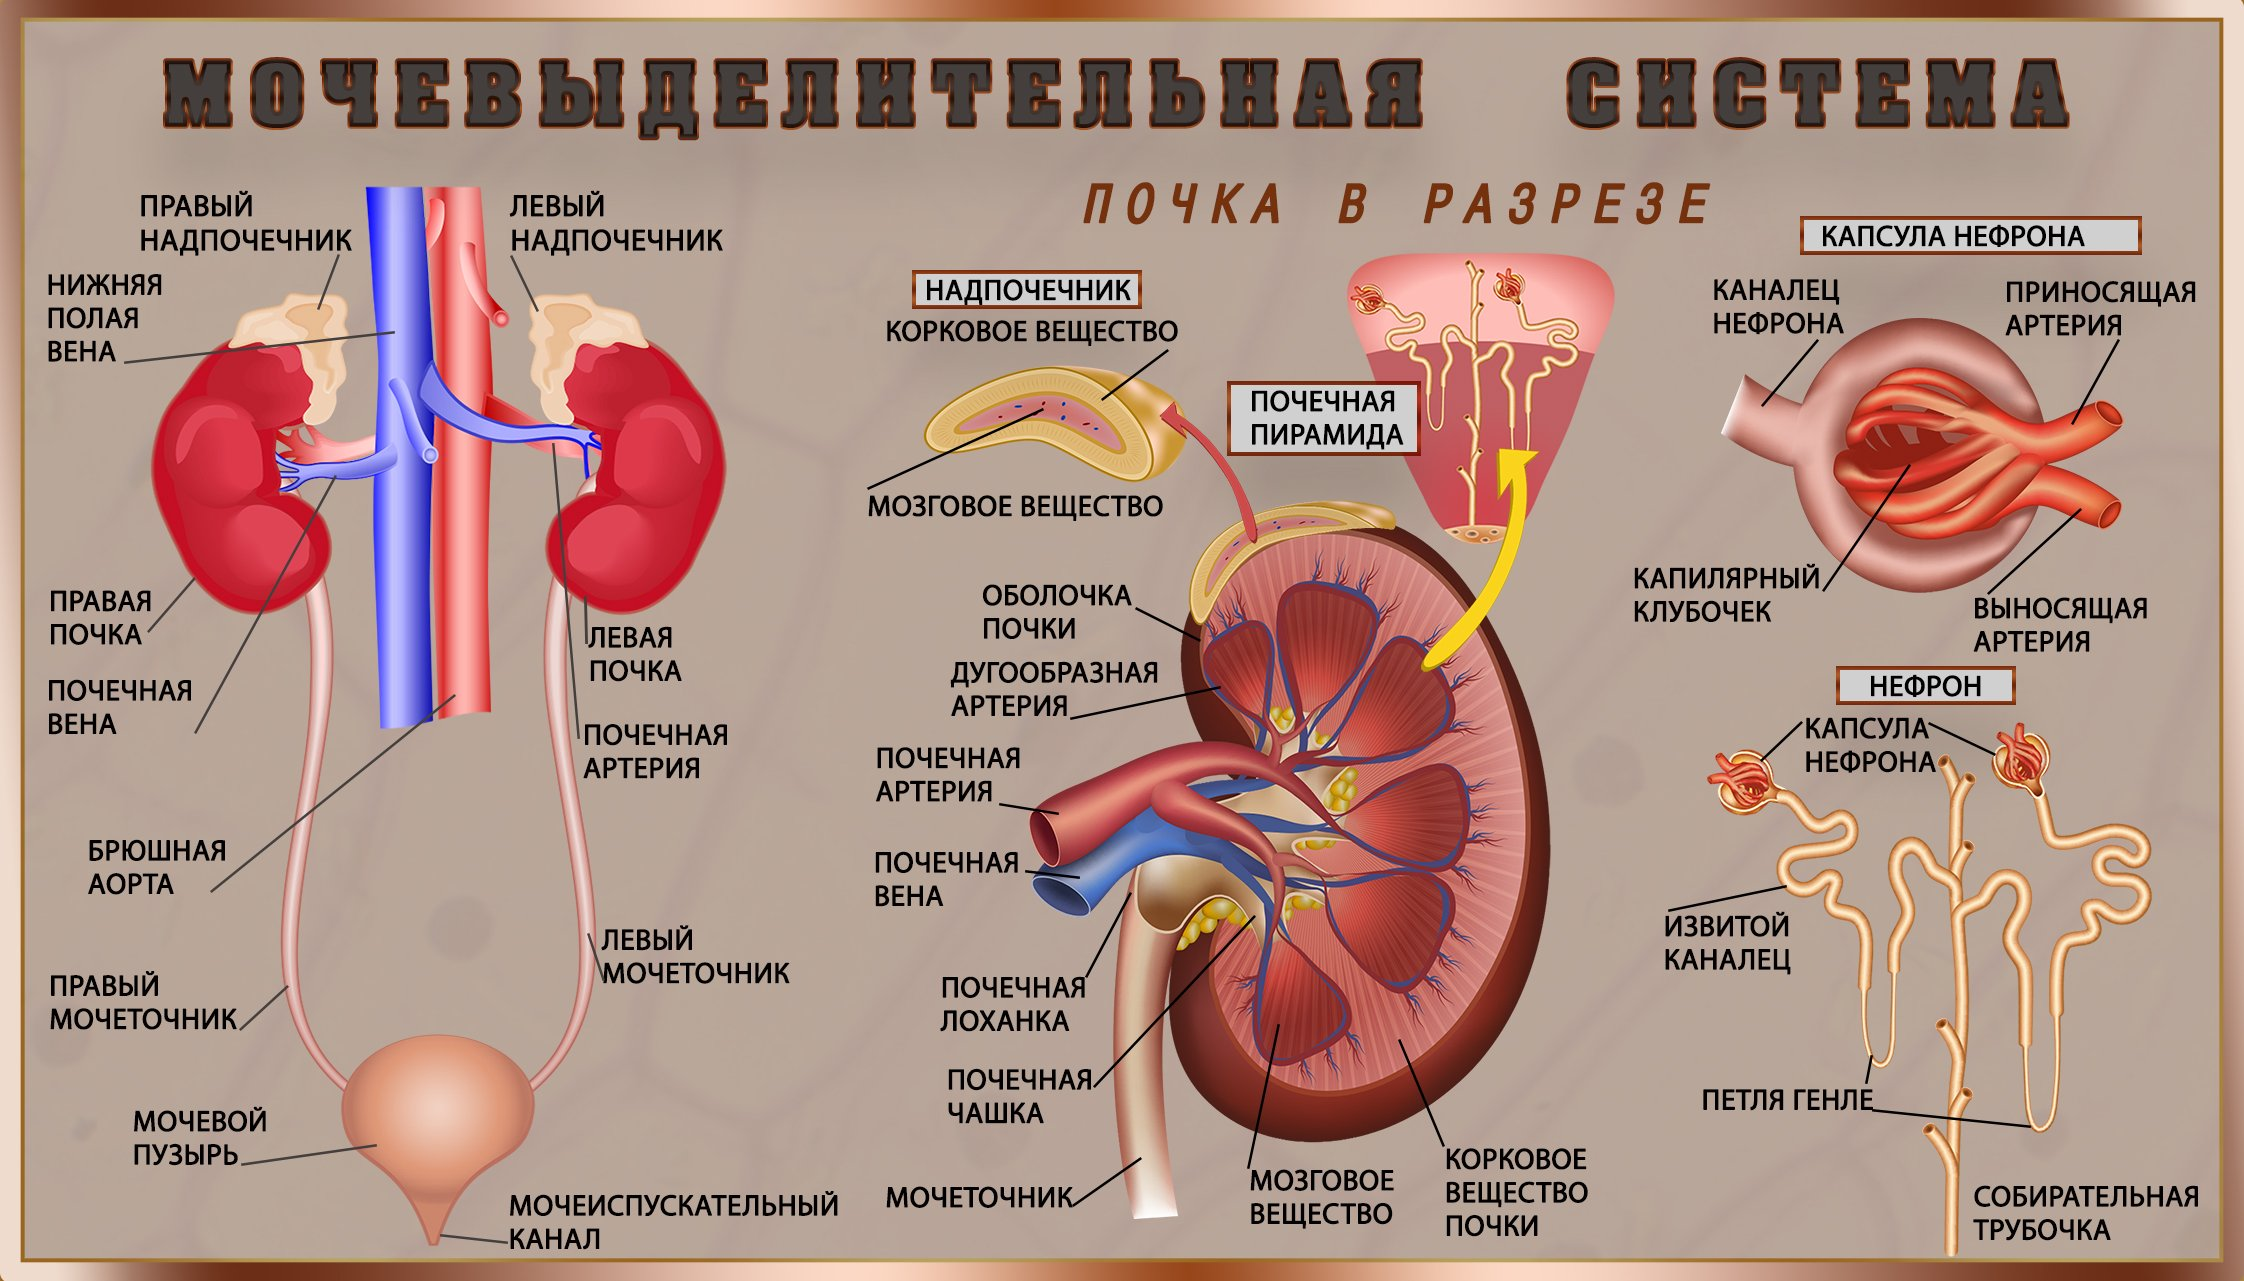 МОЧЕВЫДЕЛИТЕЛЬНАЯ СИСТЕМА
ПРАВЫЙ
НАДПОЧЕЧНИК
ЛЕВЫЙ
НАДПОЧЕЧНИК
НИЖНЯЯ
ПОЛАЯ
ВЕНА
ПРАВАЯ
ПОЧКА
ПОЧЕЧНАЯ
ВЕНА
ЛЕВАЯ
ПОЧКА
ПОЧЕЧНАЯ
АРТЕРИЯ
БРЮШНАЯ
АОРТА
ЛЕВЫЙ
МОЧЕТОЧНИК
ПРАВЫЙ
МОЧЕТОЧНИК
МОЧЕВОЙ
ПУЗЫРЬ
МОЧЕИСПУСКАТЕЛЬНЫЙ
КАНАЛ
ПОЧКА В РАЗРЕЗЕ
НАДПОЧЕЧНИК
КОРКОВОЕ ВЕЩЕСТВО
МОЗГОВОЕ ВЕЩЕСТВО
ПОЧЕЧНАЯ
ПИРАМИДА
ОБОЛОЧКА
ПОЧКИ
ДУГООБРАЗНАЯ
АРТЕРИЯ
ПОЧЕЧНАЯ
АРТЕРИЯ
ПОЧЕЧНАЯ
ВЕНА
ПОЧЕЧНАЯ
ЛОХАНКА
ПОЧЕЧНАЯ
ЧАШКА
МОЧЕТОЧНИК
МОЗГОВОЕ
ВЕЩЕСТВО
КОРКОВОЕ
ВЕЩЕСТВО
ПОЧКИ
КАПСУЛА НЕФРОНА
КАНАЛЕЦ
НЕФРОНА
ПРИНОСЯЩАЯ
АРТЕРИЯ
КАПИЛЯРНЫЙ
КЛУБОЧЕК
ВЫНОСЯЩАЯ
АРТЕРИЯ
НЕФРОН
КАПСУЛА
НЕФРОНА
ИЗВИТОЙ
КАНАЛЕЦ
ПЕТЛЯ ГЕНЛЕ
СОБИРАТЕЛЬНАЯ
ТРУБОЧКА